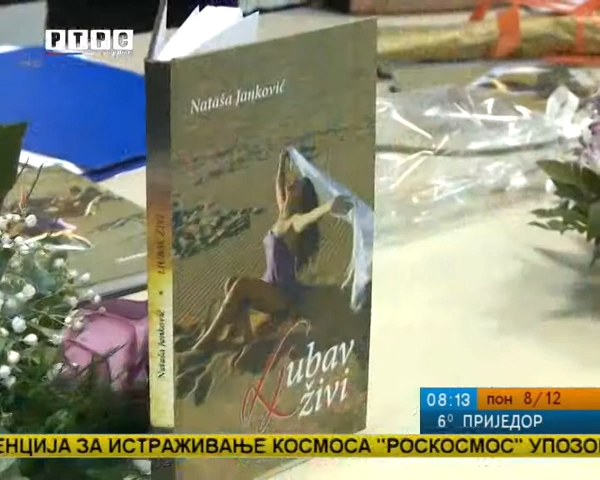 РТРС
Nataša Janković
LJUBAV ŽIVI
Nataša Janković
Ljubav
živi
08:13 пон 8/12
6° ПРИЈЕДОР
ЕНЦИЈА ЗА ИСТРАЖИВАЊЕ КОСМОСА "РОСКОСМОС" УПОЗО